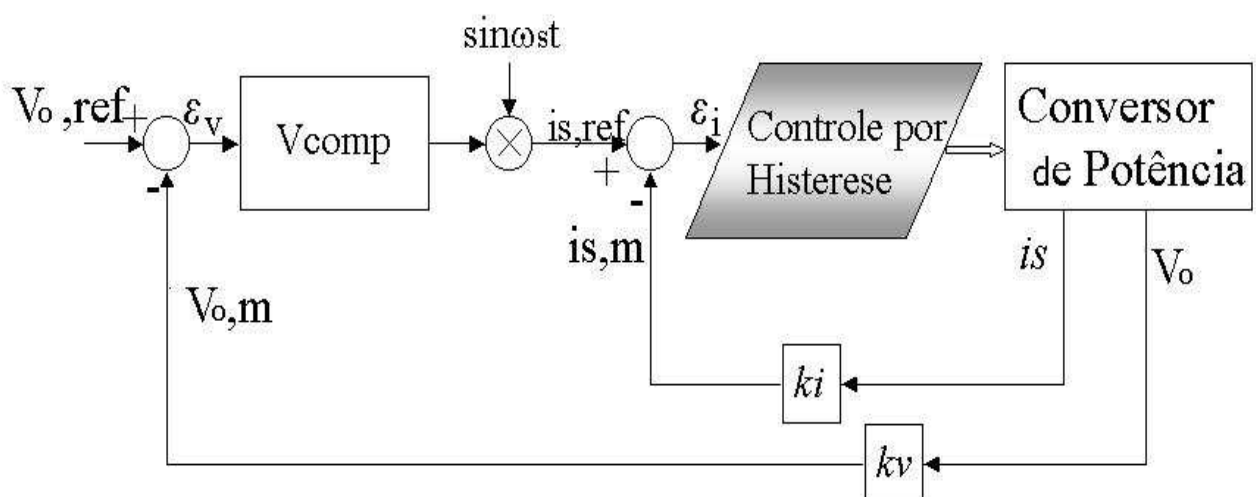 sinωst
Vo ,ref
+
εv
-
Vcomp
is,ref
+
-
εi
Controle por
Histerese
Conversor
de Potência
is,m
is
Vo
Vo,m
ki
kv